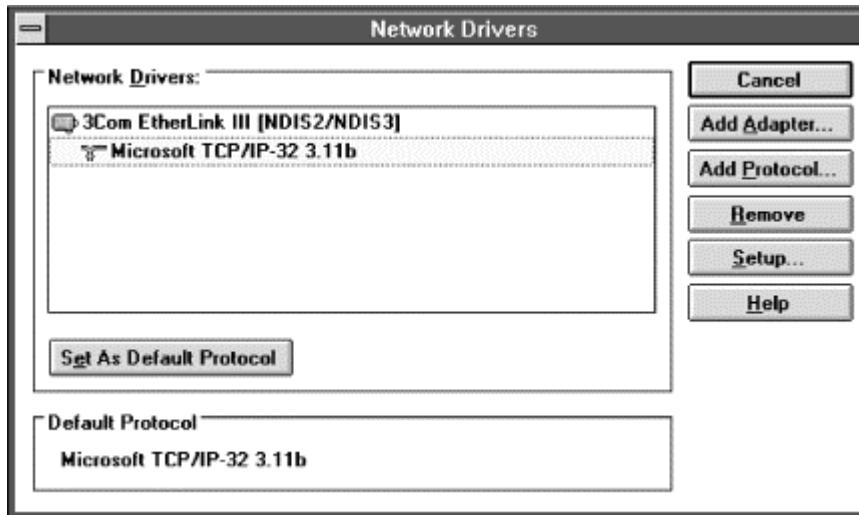 Network Drivers
Network Drivers:
3Com EtherLink III [NDIS2/NDIS3]
Microsoft TCP/IP-32 3.11b
Set As Default Protocol
Default Protocol
Microsoft TCP/IP-32 3.11b
Cancel
Add Adapter...
Add Protocol...
Remove
Setup...
Help